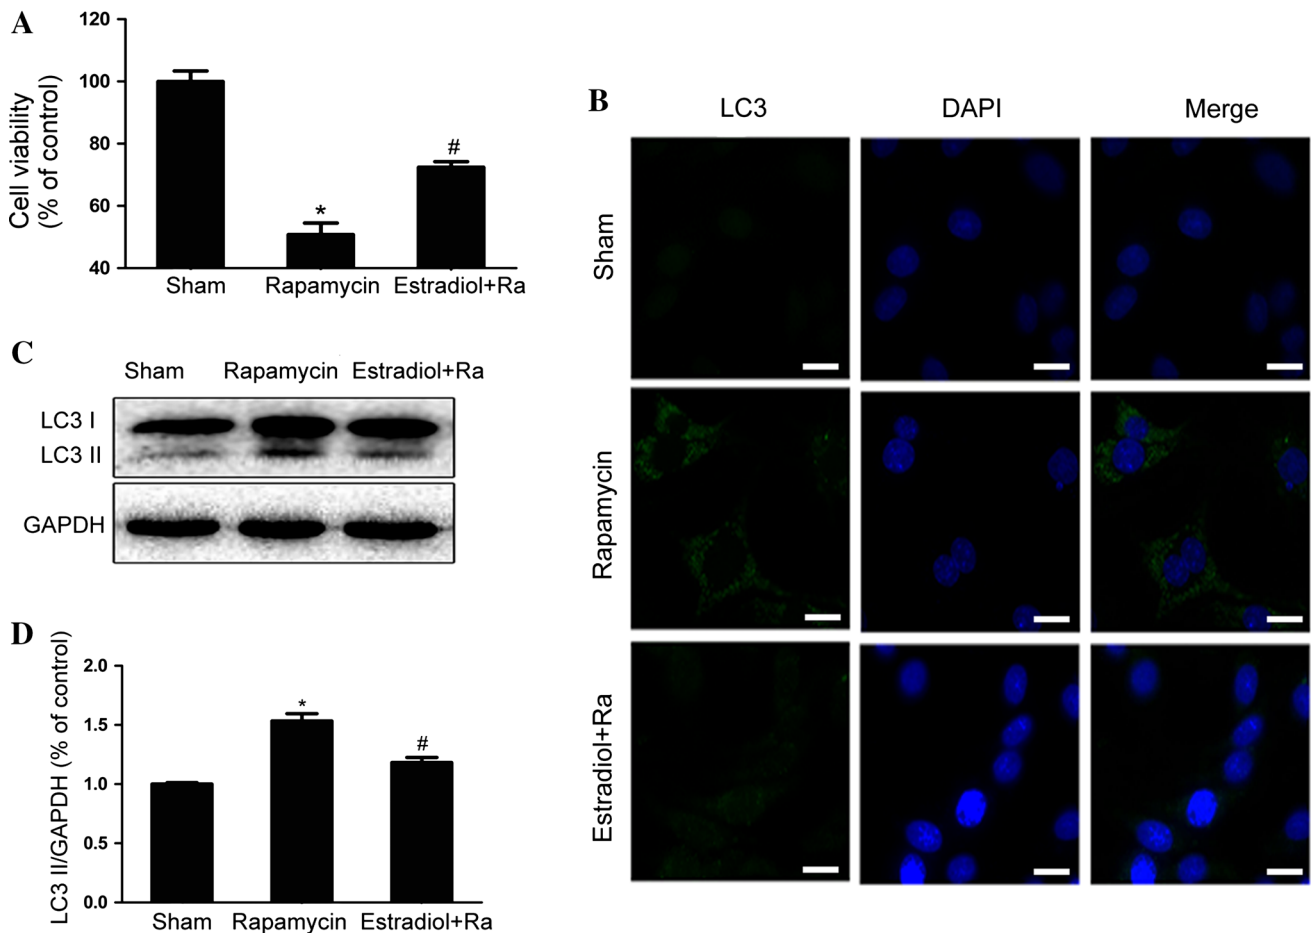 A
120
100
80
60
40
Cell viability
(% of control)
*
#
Sham Rapamycin Estradiol+Ra
B
LC3 DAPI Merge
Sham
Rapamycin
Estradiol+Ra
C
Sham Rapamycin Estradiol+Ra
LC3 I
LC3 II
GAPDH
D
2.0
1.5
1.0
0.5
0.0
LC3 II/GAPDH (% of control)
*
#
Sham Rapamycin Estradiol+Ra